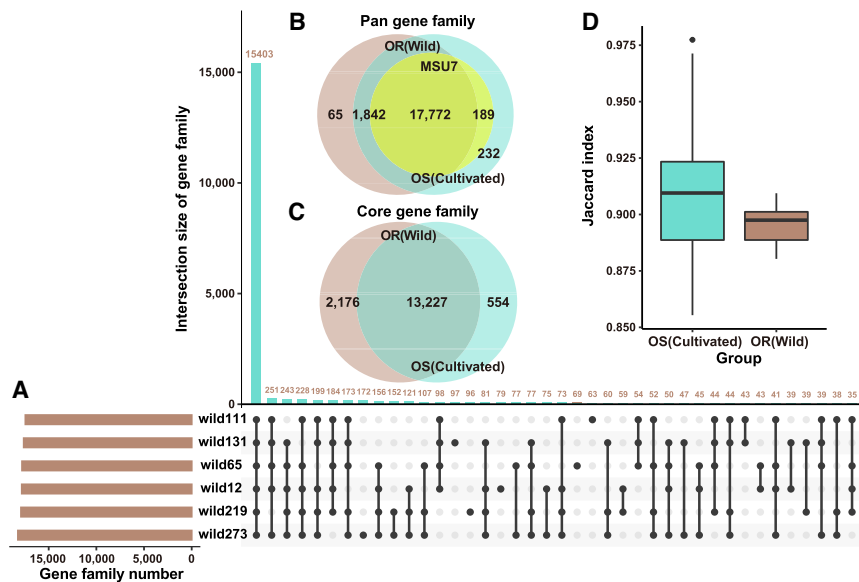 B
Pan gene family
D
OR(Wild)
MSU7
65 1,842 17,772 189
232
OS(Cultivated)
C
Core gene family
OR(Wild)
2,176 13,227 554
OS(Cultivated)
Intersection size of gene family
15,000
10,000
5,000
0
15403
251 243 228 199 184 173 172 156 152 121 107 98 97 96 81 79 77 77 75 73 69 63 60 59 54 52 50 47 45 44 44 43 43 41 39 39 39 38 35
Jaccard index
0.975
0.950
0.925
0.900
0.875
0.850
OS(Cultivated) OR(Wild)
Group
A
wild111
wild131
wild65
wild12
wild219
wild273
15,000 10,000 5,000 0
Gene family number